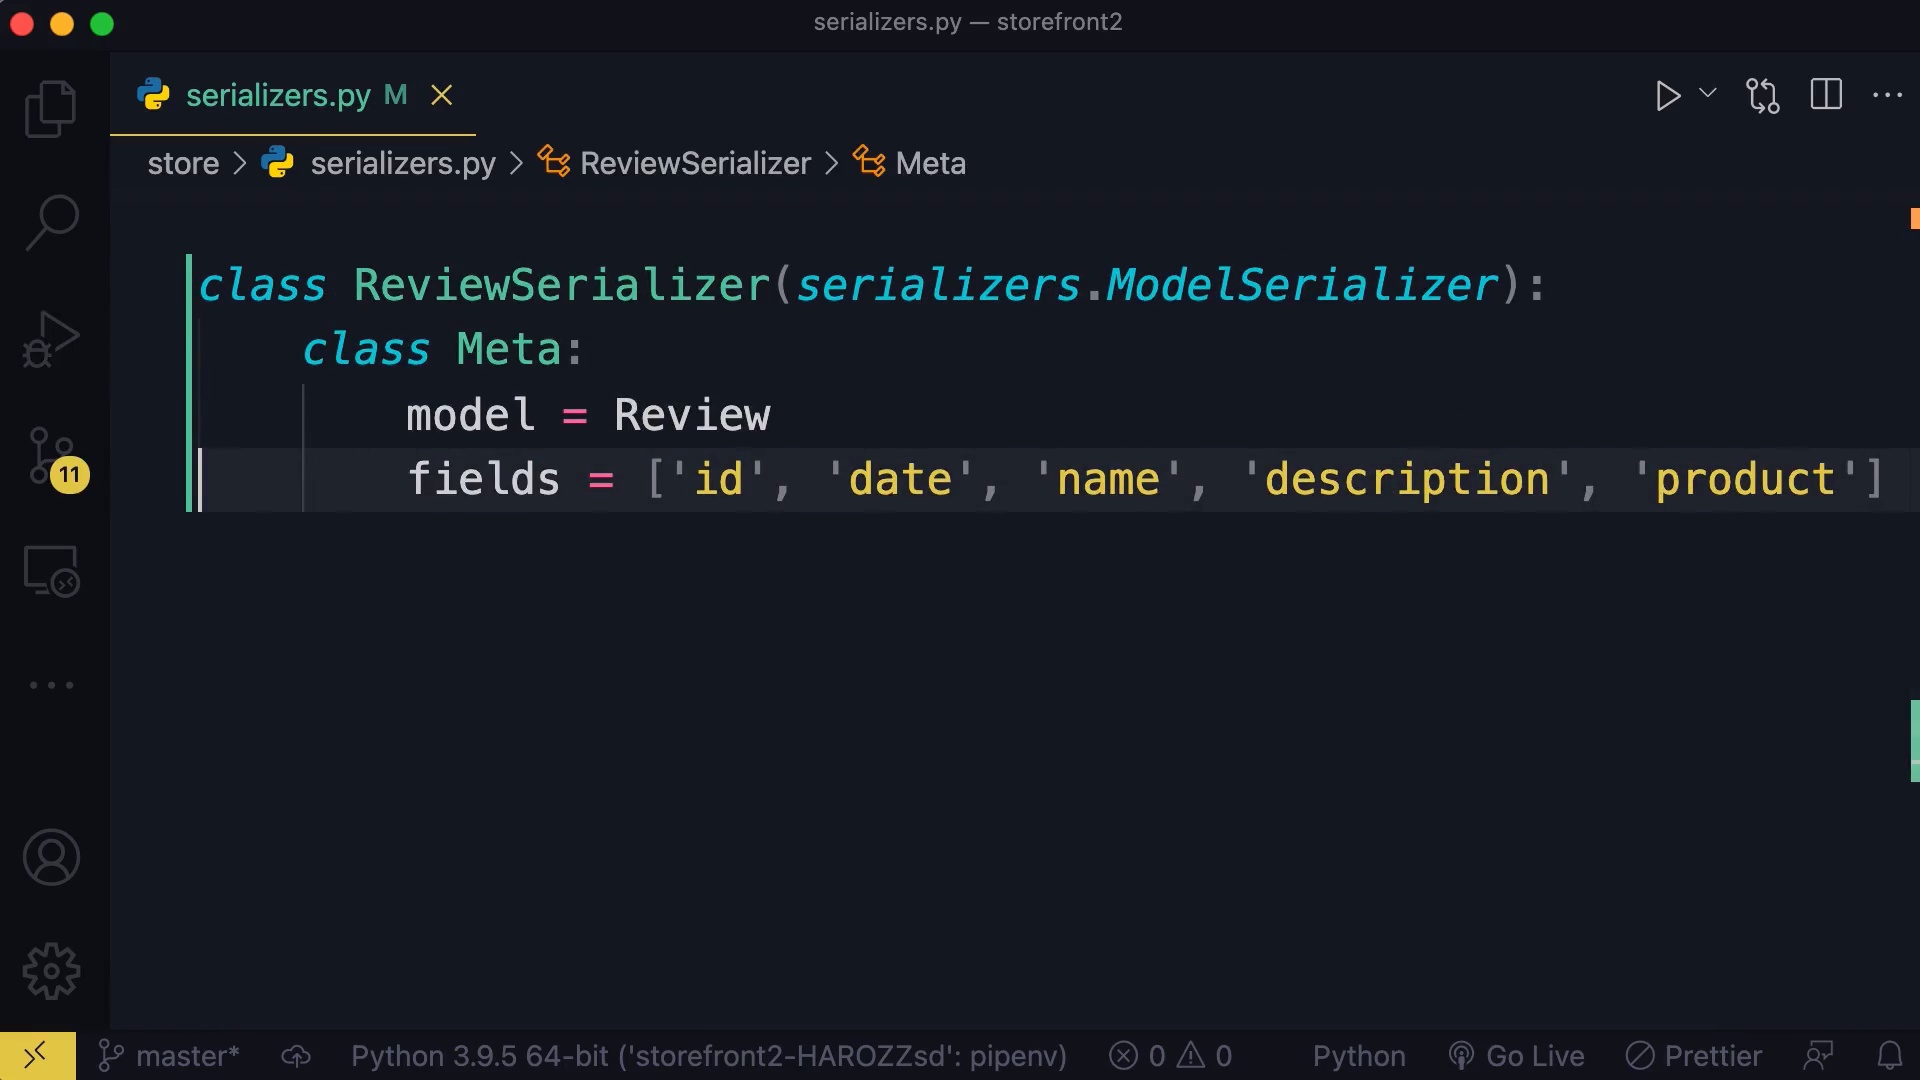 serializers.py — storefront2
serializers.py M
store > serializers.py > ReviewSerializer > Meta
class ReviewSerializer(serializers.ModelSerializer):
    class Meta:
        model = Review
        fields = ['id', 'date', 'name', 'description', 'product']
11
master* Python 3.9.5 64-bit ('storefront2-HAROZZsd': pipenv) 0 0 Python Go Live Prettier